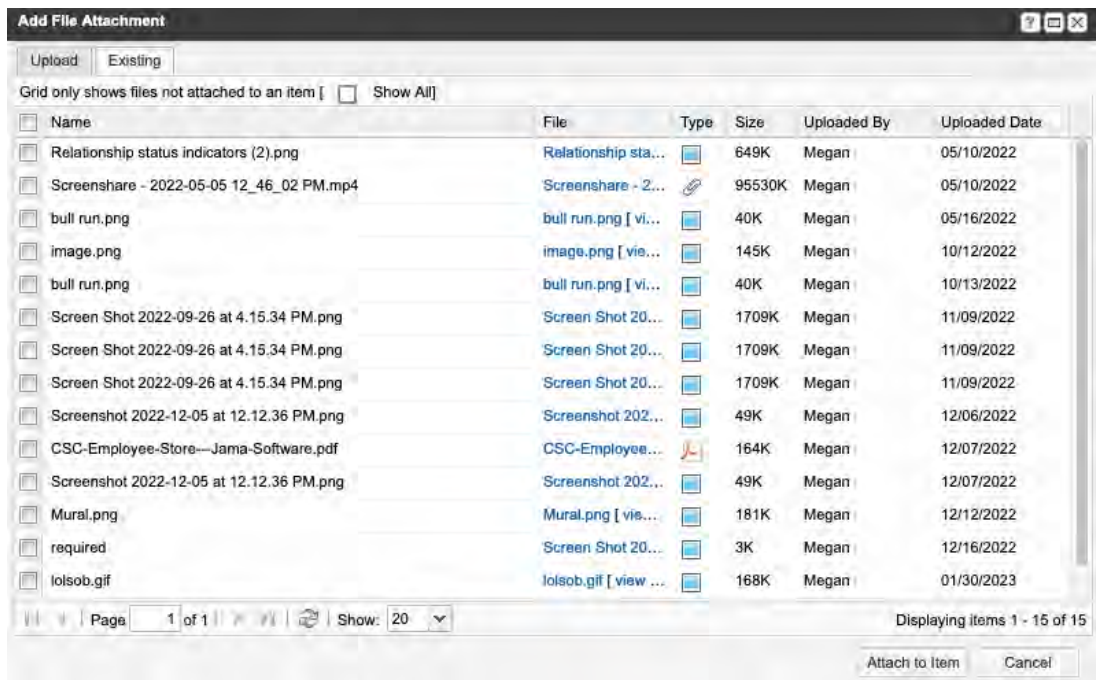 Add File Attachment
Upload Existing
Grid only shows files not attached to an item [ Show All]
Name File Type Size Uploaded By Uploaded Date
Relationship status indicators (2).png Relationship sta... 649K Megan 05/10/2022
Screenshare - 2022-05-05 12_46_02 PM.mp4 Screenshare - 2... 95530K Megan 05/10/2022
bull run.png bull run.png [ vi... 40K Megan 05/16/2022
image.png image.png [ vie... 145K Megan 10/12/2022
bull run.png bull run.png [ vi... 40K Megan 10/13/2022
Screen Shot 2022-09-26 at 4.15.34 PM.png Screen Shot 20... 1709K Megan 11/09/2022
Screen Shot 2022-09-26 at 4.15.34 PM.png Screen Shot 20... 1709K Megan 11/09/2022
Screen Shot 2022-09-26 at 4.15.34 PM.png Screen Shot 20... 1709K Megan 11/09/2022
Screenshot 2022-12-05 at 12.12.36 PM.png Screenshot 202... 49K Megan 12/06/2022
CSC-Employee-Store---Jama-Software.pdf CSC-Employee... 164K Megan 12/07/2022
Screenshot 2022-12-05 at 12.12.36 PM.png Screenshot 202... 49K Megan 12/07/2022
Mural.png Mural.png [ vie... 181K Megan 12/12/2022
required Screen Shot 20... 3K Megan 12/16/2022
lolsob.gif lolsob.gif [ view ... 168K Megan 01/30/2023
Page 1 of 1 Show: 20 Displaying items 1 - 15 of 15
Attach to Item Cancel